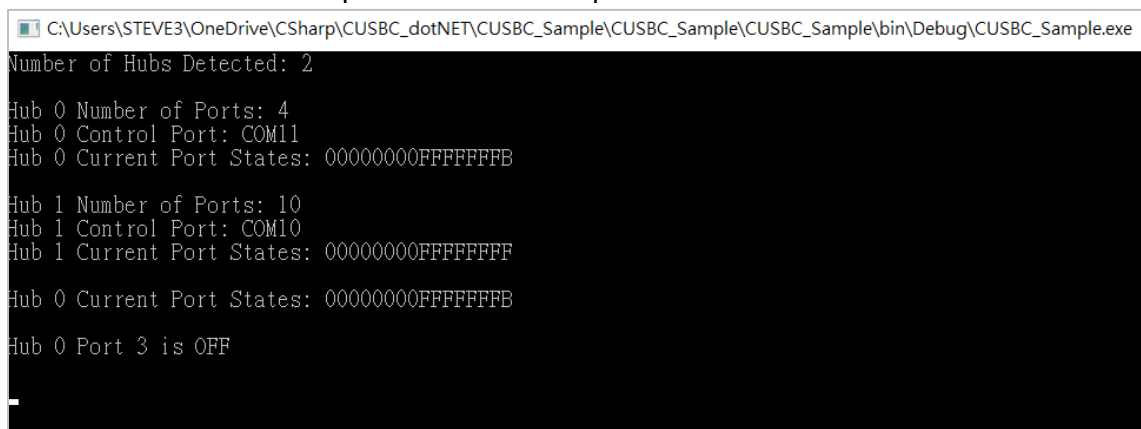 C:\Users\STEVE3\OneDrive\CSharp\CUSBC_dotNET\CUSBC_Sample\CUSBC_Sample\CUSBC_Sample\bin\Debug\CUSBC_Sample.exe
Number of Hubs Detected: 2
Hub 0 Number of Ports: 4
Hub 0 Control Port: COM11
Hub 0 Current Port States: 00000000FFFFFFFB
Hub 1 Number of Ports: 10
Hub 1 Control Port: COM10
Hub 1 Current Port States: 00000000FFFFFFFF
Hub 0 Current Port States: 00000000FFFFFFFB
Hub 0 Port 3 is OFF